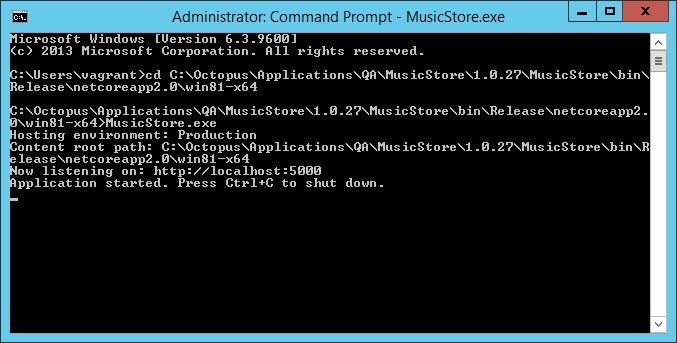 Administrator: Command Prompt - MusicStore.exe
Microsoft Windows [Version 6.3.9600]
(c) 2013 Microsoft Corporation. All rights reserved.
C:\Users\vagrant>cd C:\Octopus\Applications\QA\MusicStore\1.0.27\MusicStore\bin\
Release\netcoreapp2.0\win81-x64
C:\Octopus\Applications\QA\MusicStore\1.0.27\MusicStore\bin\Release\netcoreapp2.
0\win81-x64>MusicStore.exe
Hosting environment: Production
Content root path: C:\Octopus\Applications\QA\MusicStore\1.0.27\MusicStore\bin\R
elease\netcoreapp2.0\win81-x64
Now listening on: http://localhost:5000
Application started. Press Ctrl+C to shut down.